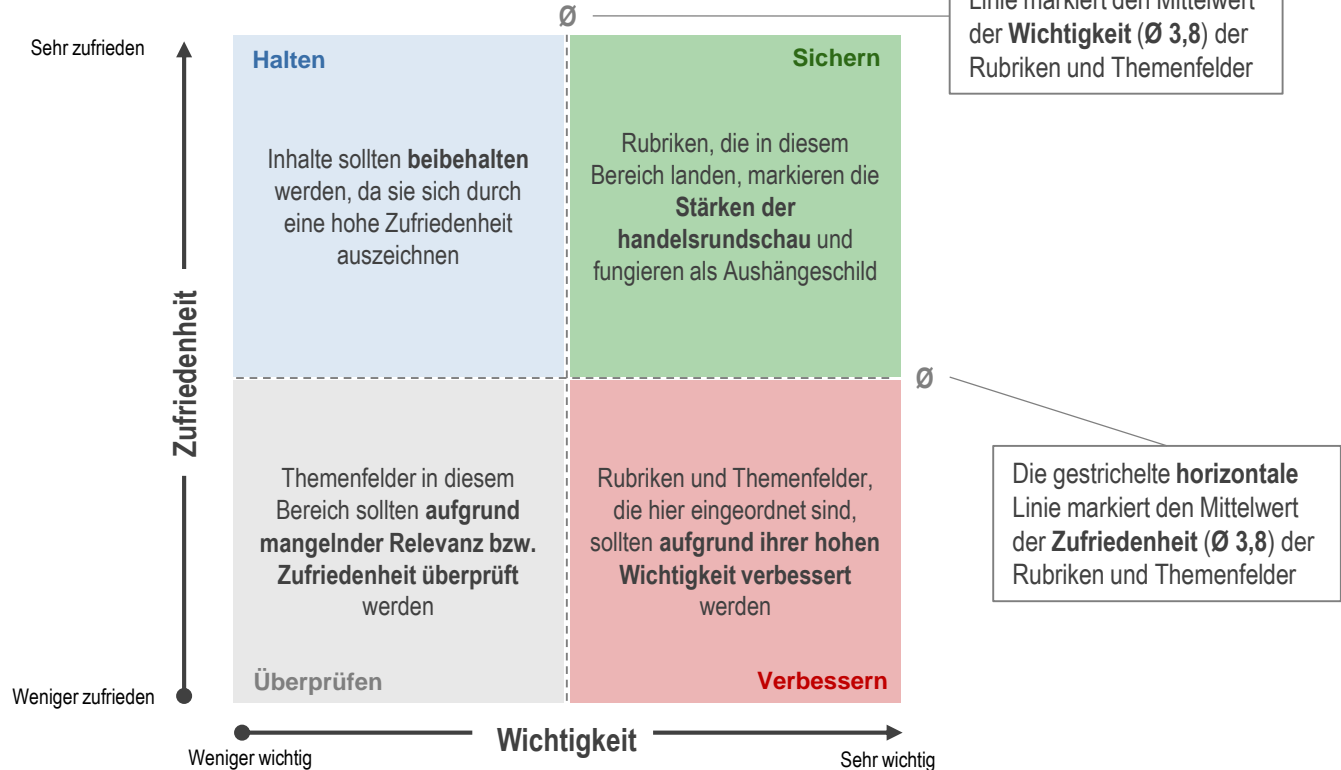 Linie markiert den Mittelwert
der Wichtigkeit (Ø 3,8) der
Rubriken und Themenfelder
Ø
Sehr zufrieden
Halten
Sichern
Inhalte sollten beibehalten
werden, da sie sich durch
eine hohe Zufriedenheit
auszeichnen
Rubriken, die in diesem
Bereich landen, markieren die
Stärken der
handelsrundschau und
fungieren als Aushängeschild
Zufriedenheit
Ø
Themenfelder in diesem
Bereich sollten aufgrund
mangelnder Relevanz bzw.
Zufriedenheit überprüft
werden
Rubriken und Themenfelder,
die hier eingeordnet sind,
sollten aufgrund ihrer hohen
Wichtigkeit verbessert
werden
Die gestrichelte horizontale
Linie markiert den Mittelwert
der Zufriedenheit (Ø 3,8) der
Rubriken und Themenfelder
Überprüfen
Verbessern
Weniger zufrieden
Weniger wichtig
Wichtigkeit
Sehr wichtig